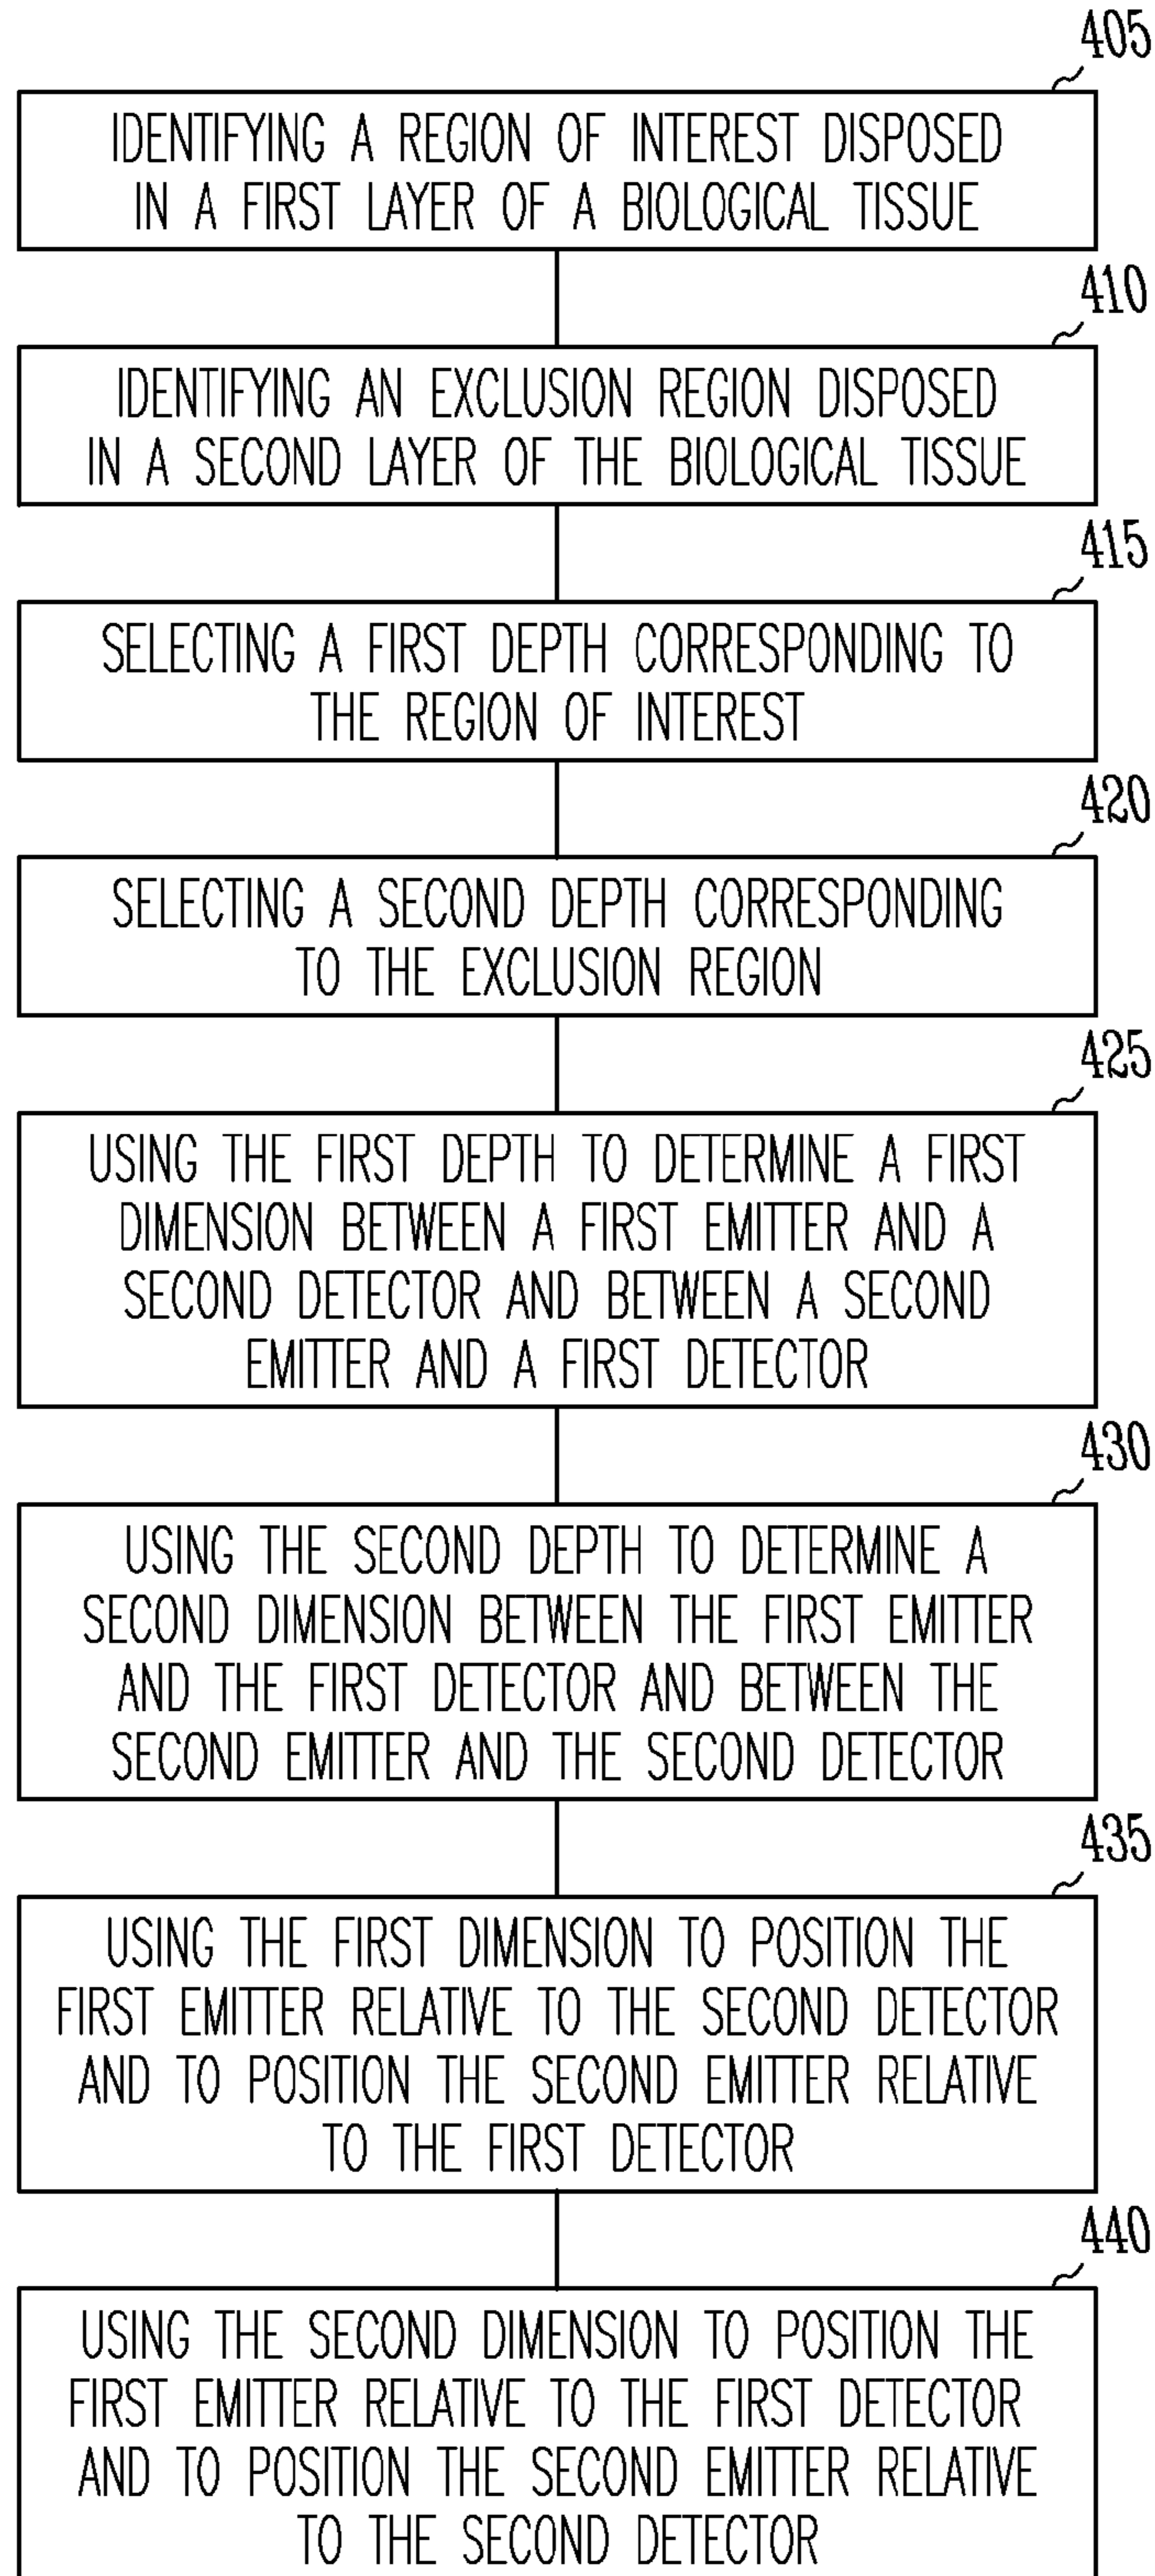 405
IDENTIFYING A REGION OF INTEREST DISPOSED
IN A FIRST LAYER OF A BIOLOGICAL TISSUE
410
IDENTIFYING AN EXCLUSION REGION DISPOSED
IN A SECOND LAYER OF THE BIOLOGICAL TISSUE
415
SELECTING A FIRST DEPTH CORRESPONDING TO
THE REGION OF INTEREST
420
SELECTING A SECOND DEPTH CORRESPONDING
TO THE EXCLUSION REGION
425
USING THE FIRST DEPTH TO DETERMINE A FIRST
DIMENSION BETWEEN A FIRST EMITTER AND A
SECOND DETECTOR AND BETWEEN A SECOND
EMITTER AND A FIRST DETECTOR
430
USING THE SECOND DEPTH TO DETERMINE A
SECOND DIMENSION BETWEEN THE FIRST EMITTER
AND THE FIRST DETECTOR AND BETWEEN THE
SECOND EMITTER AND THE SECOND DETECTOR
435
USING THE FIRST DIMENSION TO POSITION THE
FIRST EMITTER RELATIVE TO THE SECOND DETECTOR
AND TO POSITION THE SECOND EMITTER RELATIVE
TO THE FIRST DETECTOR
440
USING THE SECOND DIMENSION TO POSITION THE
FIRST EMITTER RELATIVE TO THE FIRST DETECTOR
AND TO POSITION THE SECOND EMITTER RELATIVE
TO THE SECOND DETECTOR